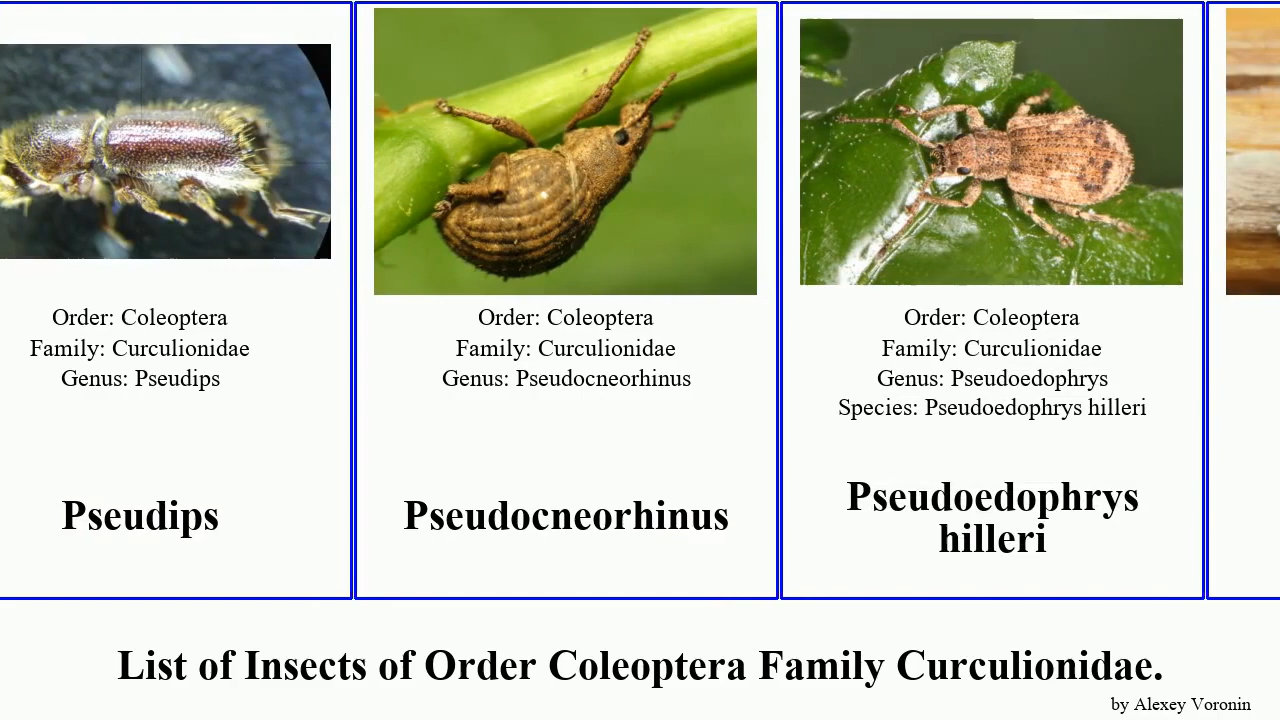 Order: Coleoptera
Family: Curculionidae
Genus: Pseudips
Pseudips
Order: Coleoptera
Family: Curculionidae
Genus: Pseudocneorhinus
Pseudocneorhinus
Order: Coleoptera
Family: Curculionidae
Genus: Pseudoedophrys
Species: Pseudoedophrys hilleri
Pseudoedophrys
hilleri
List of Insects of Order Coleoptera Family Curculionidae.
by Alexey Voronin